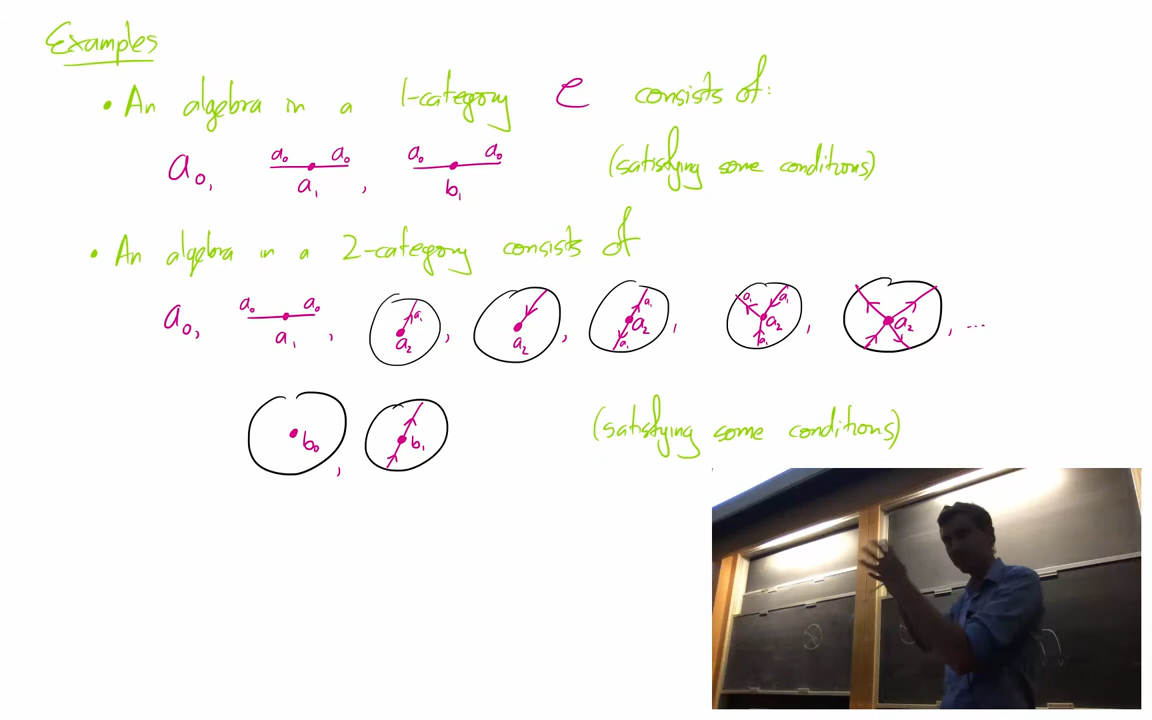 Examples
• An algebra in a 1-category C consists of:
a₀, a₀ a₀ a₁ , a₀ a₀ b₁ (satisfying some conditions)
• An algebra in a 2-category consists of
a₀, a₀ a₀ a₁ , a₁ a₂ , a₂ , a₁ a₂ a₁ , a₁ a₁ a₂ a₁ , a₂ , ...
b₀ , b₁ (satisfying some conditions)